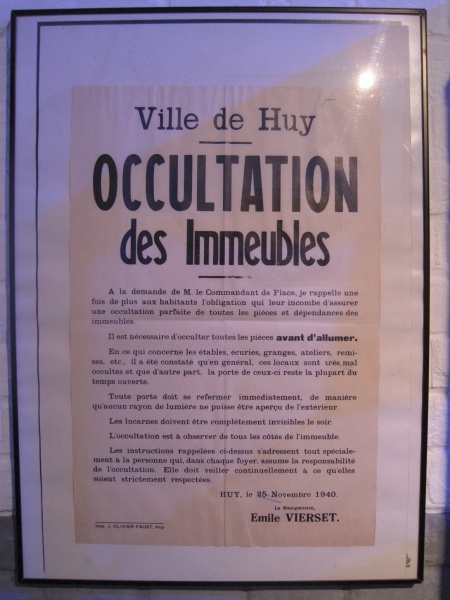 Ville de Huy
OCCULTATION
des Immeubles
A la demande de M. le Commandant de Place, je rappelle une
fois de plus aux habitants l'obligation qui leur incombe d'assurer
une occultation parfaite de toutes les pièces et dépendances des
immeubles.
Il est nécessaire d'occulter toutes les pièces avant d'allumer.
En ce qui concerne les étables, écuries, granges, ateliers, remi-
ses, etc., il a été constaté qu'en général, ces locaux sont très mal
occultés et que d'autre part, la porte de ceux-ci reste la plupart du
temps ouverte.
Toute porte doit se refermer immédiatement, de manière
qu'aucun rayon de lumière ne puisse être aperçu de l'extérieur.
Les lucarnes doivent être complètement invisibles le soir.
L'occultation est à observer de tous les côtés de l'immeuble.
Les instructions rappelées ci-dessus s'adressent tout spéciale-
ment à la personne qui, dans chaque foyer, assume la responsabilité
de l'occultation. Elle doit veiller continuellement à ce qu'elles
soient strictement respectées.
HUY, le 25 Novembre 1940.
Le Bourgmestre,
Emile VIERSET.
Imp. J. OLIVIER FAUST, Huy